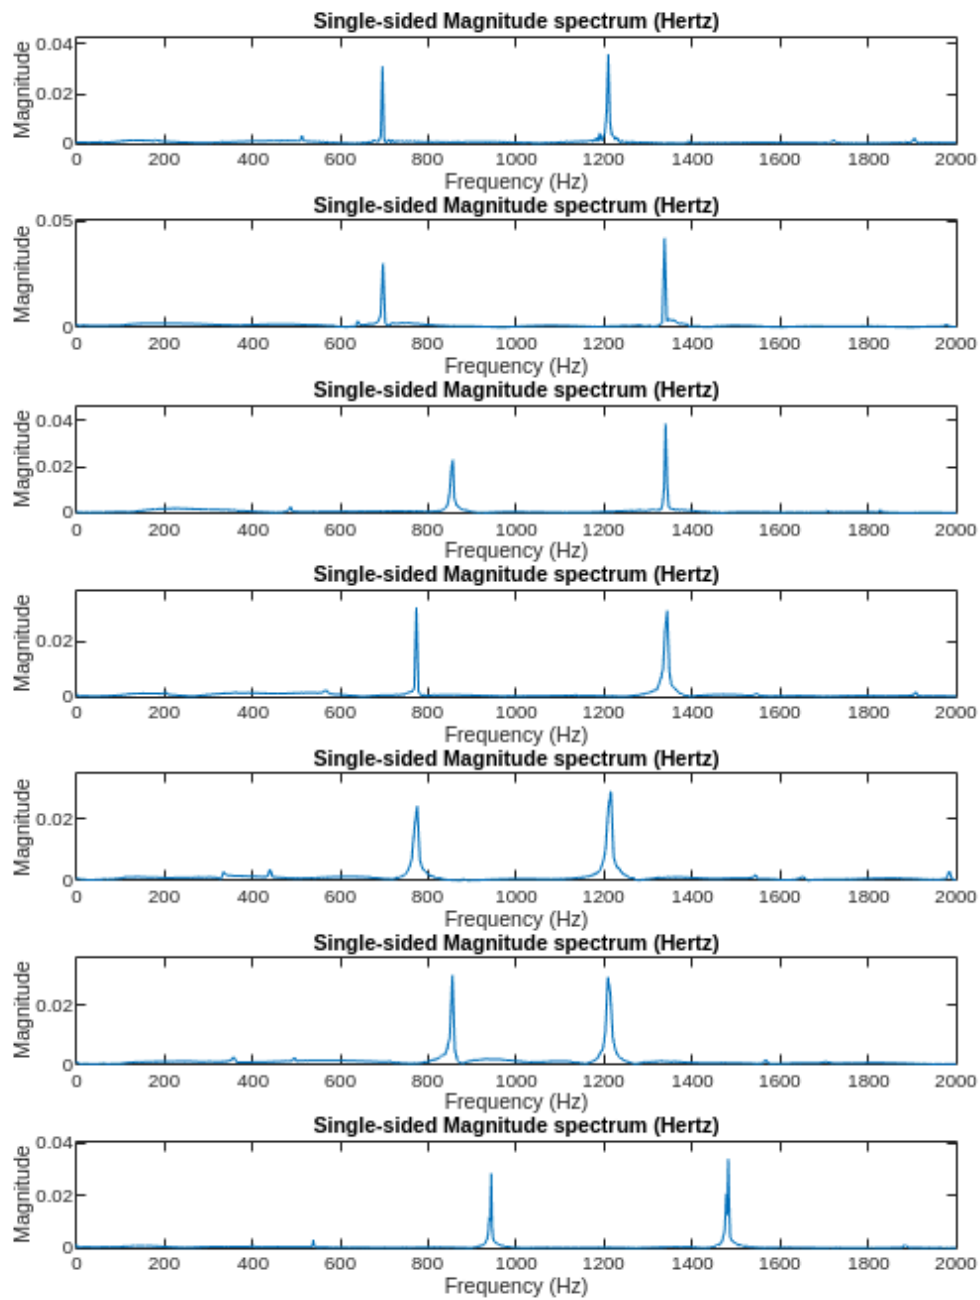 Single-sided Magnitude spectrum (Hertz)
0.04
0.02
0
Magnitude
0 200 400 600 800 1000 1200 1400 1600 1800 2000
Frequency (Hz)
Single-sided Magnitude spectrum (Hertz)
0.05
0
Magnitude
0 200 400 600 800 1000 1200 1400 1600 1800 2000
Frequency (Hz)
Single-sided Magnitude spectrum (Hertz)
0.04
0.02
0
Magnitude
0 200 400 600 800 1000 1200 1400 1600 1800 2000
Frequency (Hz)
Single-sided Magnitude spectrum (Hertz)
0.02
0
Magnitude
0 200 400 600 800 1000 1200 1400 1600 1800 2000
Frequency (Hz)
Single-sided Magnitude spectrum (Hertz)
0.02
0
Magnitude
0 200 400 600 800 1000 1200 1400 1600 1800 2000
Frequency (Hz)
Single-sided Magnitude spectrum (Hertz)
0.02
0
Magnitude
0 200 400 600 800 1000 1200 1400 1600 1800 2000
Frequency (Hz)
Single-sided Magnitude spectrum (Hertz)
0.04
0.02
0
Magnitude
0 200 400 600 800 1000 1200 1400 1600 1800 2000
Frequency (Hz)